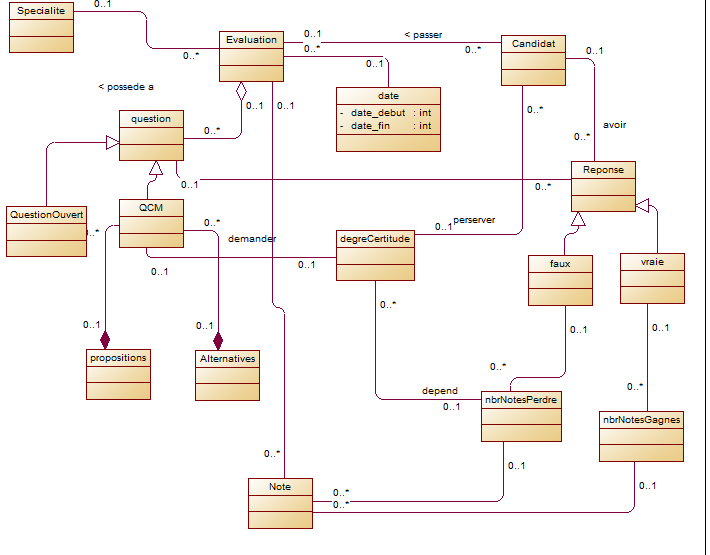 Specialite
0..1
0..*
Evaluation
0..1
0..*
< passer
0..*
Candidat
0..1
0..1
date
- date_debut : int
- date_fin : int
< possede a
0..1
0..1
question
0..*
0..*
avoir
0..*
Reponse
0..1
0..*
QuestionOuvert
QCM
0..*
0..*
demander
degreCertitude
0..1
perserver
0..1
0..1
faux
vraie
0..1
0..1
0..*
0..1
0..1
propositions
Alternatives
0..*
depend
0..1
nbrNotesPerdre
0..*
nbrNotesGagnes
0..*
0..1
Note
0..*
0..*
0..1